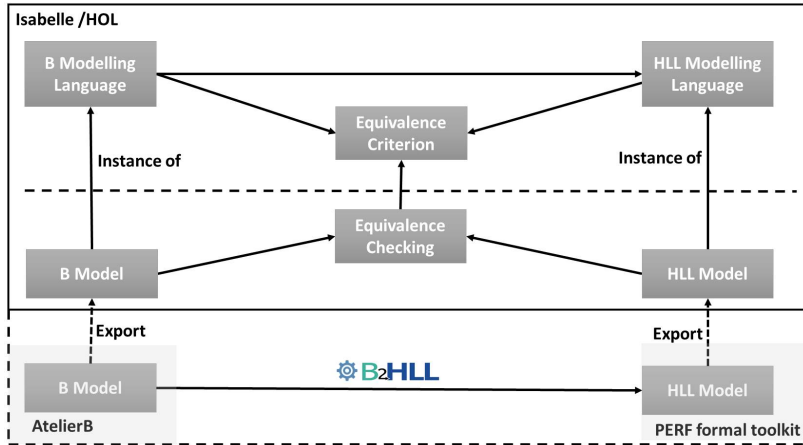 Isabelle /HOL
B Modelling
Language
HLL Modelling
Language
Equivalence
Criterion
Instance of
Instance of
Equivalence
Checking
B Model
HLL Model
Export
Export
B2HLL
B Model
HLL Model
AtelierB
PERF formal toolkit